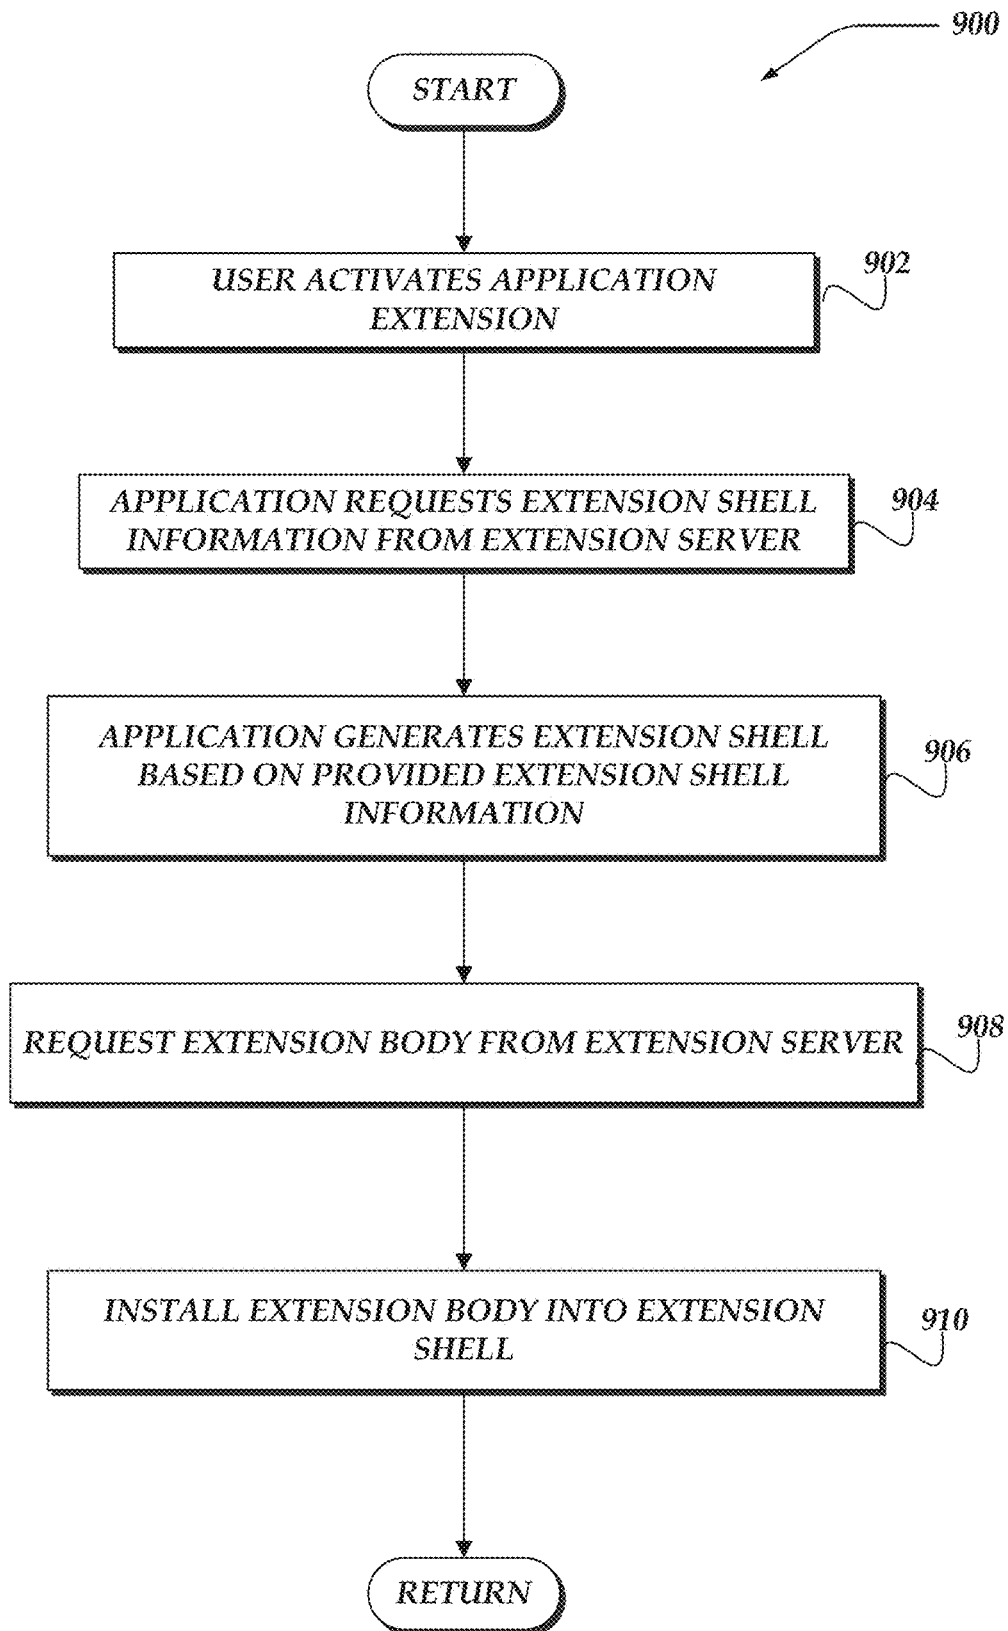 900
START
USER ACTIVATES APPLICATION
EXTENSION
902
APPLICATION REQUESTS EXTENSION SHELL
INFORMATION FROM EXTENSION SERVER
904
APPLICATION GENERATES EXTENSION SHELL
BASED ON PROVIDED EXTENSION SHELL
INFORMATION
906
REQUEST EXTENSION BODY FROM EXTENSION SERVER
908
INSTALL EXTENSION BODY INTO EXTENSION
SHELL
910
RETURN